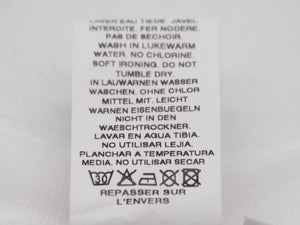 LAVER EAU TIEDE. JAVEL
INTERDITE. FER NODERE.
PAS DE SECHOIR.
WASH IN LUKEWARM
WATER. NO CHLORINE.
SOFT IRONING. DO NOT
TUMBLE DRY.
IN LAUWARNEN WASSER
WASCHEN. OHNE CHLOR
MITTEL MIT. LEICHT
WARNEN EISENBUEGELN
NICHT IN DEN
WAESCHTROCKNER.
LAVAR EN AQUA TIBIA.
NO UTILISAR LEJIA.
PLANCHAR A TEMPERATURA
MEDIA. NO UTILISAR SECAR
30
REPASSER SUR
L'ENVERS